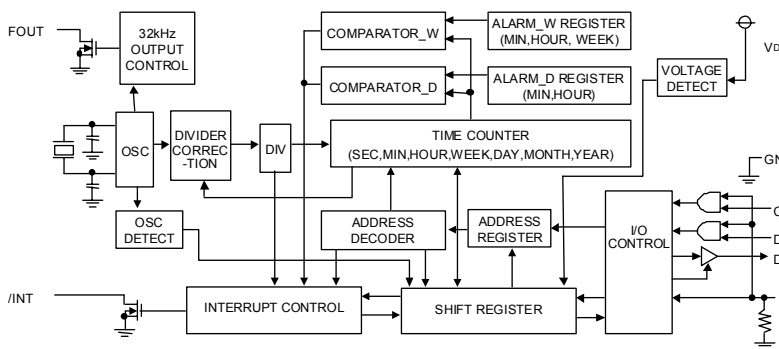 FOUT
32kHz
OUTPUT
CONTROL
COMPARATOR_W
ALARM_W REGISTER
(MIN,HOUR, WEEK)
COMPARATOR_D
ALARM_D REGISTER
(MIN,HOUR)
VOLTAGE
DETECT
VD
OSC
DIVIDER
CORREC
-TION
DIV
TIME COUNTER
(SEC,MIN,HOUR,WEEK,DAY,MONTH,YEAR)
GN
OSC
DETECT
ADDRESS
DECODER
ADDRESS
REGISTER
I/O
CONTROL
D
/INT
INTERRUPT CONTROL
SHIFT REGISTER